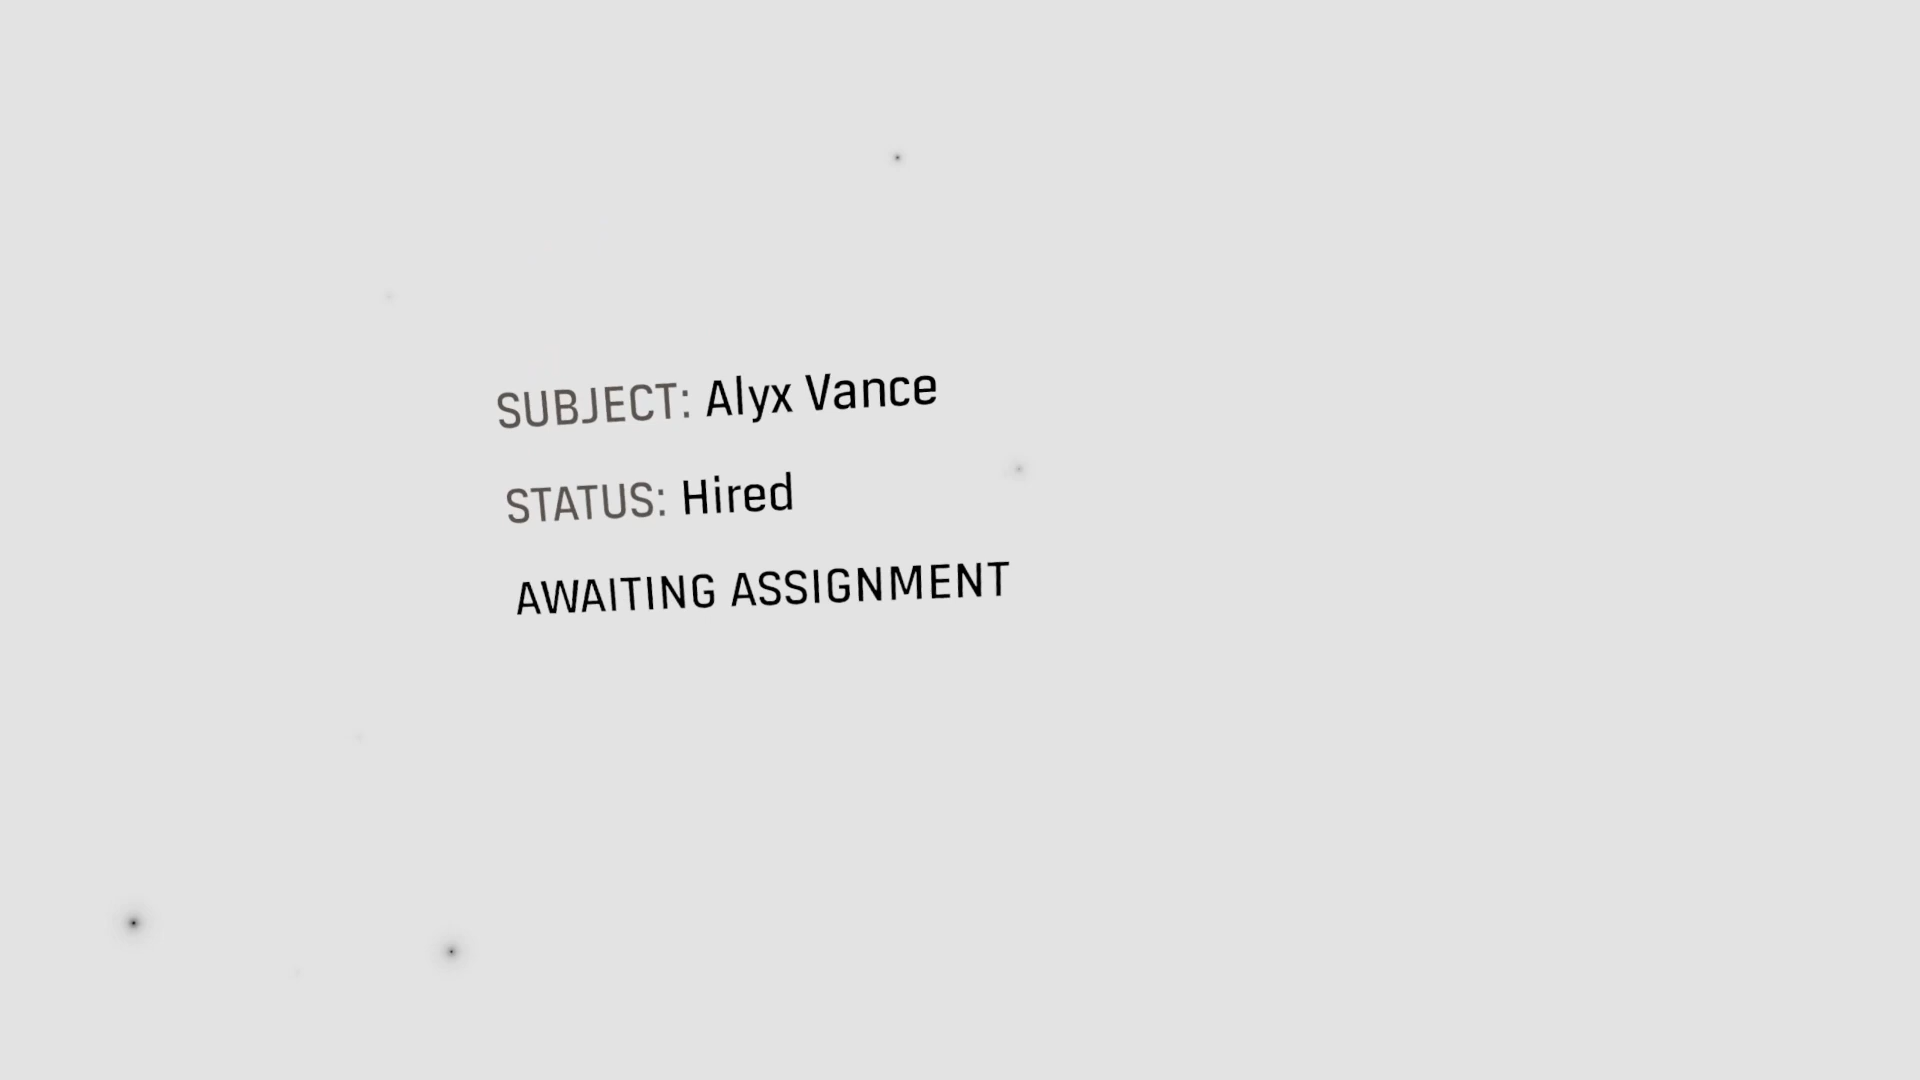 SUBJECT: Alyx Vance
STATUS: Hired
AWAITING ASSIGNMENT